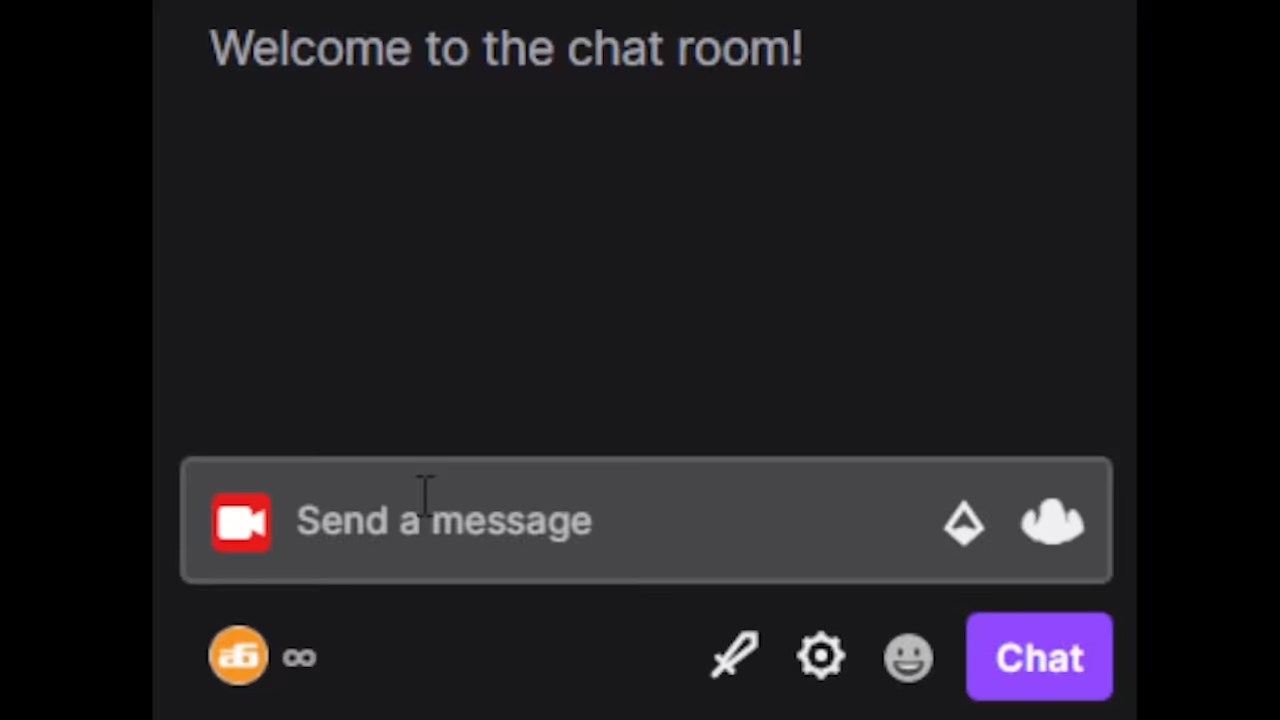 Welcome to the chat room!
Send a message
∞
Chat